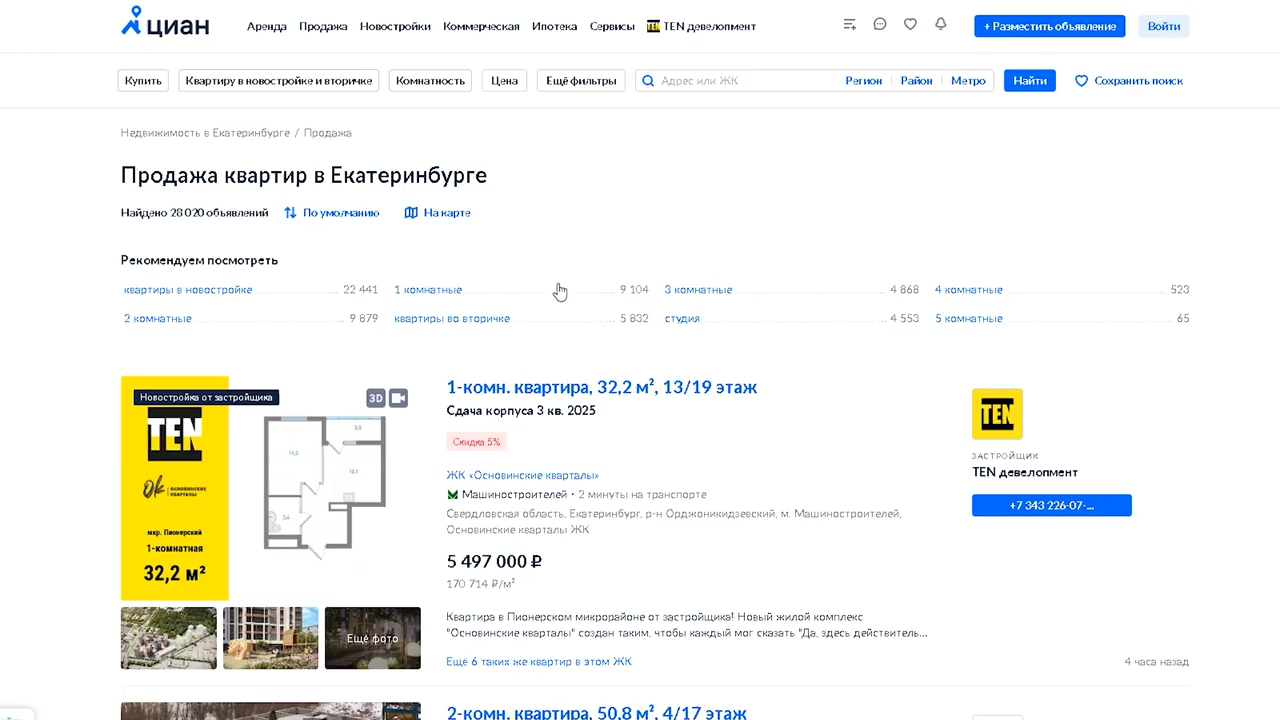 циан
Аренда Продажа Новостройки Коммерческая Ипотека Сервисы TEN девелопмент
+ Разместить объявление Войти
Купить Квартиру в новостройке и вторичке Комнатность Цена Ещё фильтры Адрес или ЖК Регион Район Метро Найти Сохранить поиск
Недвижимость в Екатеринбурге / Продажа
Продажа квартир в Екатеринбурге
Найдено 28 020 объявлений По умолчанию На карте
Рекомендуем посмотреть
квартиры в новостройке 22 441 1 комнатные 9 104 3 комнатные 4 868 4 комнатные 523
2 комнатные 9 879 квартиры во вторичке 5 832 студия 4 553 5 комнатные 65
Новостройка от застройщика 3D
TEN
Ok ОСНОВИНСКИЕ КВАРТАЛЫ
мкр. Пионерский
1-комнатная
32,2 м²
3,4
Ещё фото
1-комн. квартира, 32,2 м², 13/19 этаж
Сдача корпуса 3 кв. 2025
Скидка 5%
ЖК «Основинские кварталы»
Машиностроителей • 2 минуты на транспорте
Свердловская область, Екатеринбург, р-н Орджоникидзевский, м. Машиностроителей,
Основинские кварталы ЖК
5 497 000 ₽
170 714 ₽/м²
Квартира в Пионерском микрорайоне от застройщика! Новый жилой комплекс
"Основинские кварталы" создан таким, чтобы каждый мог сказать "Да, здесь действитель...
Ещё 6 таких же квартир в этом ЖК
4 часа назад
TEN
ЗАСТРОЙЩИК
TEN девелопмент
+7 343 226-07-...
2-комн. квартира, 50,8 м², 4/17 этаж